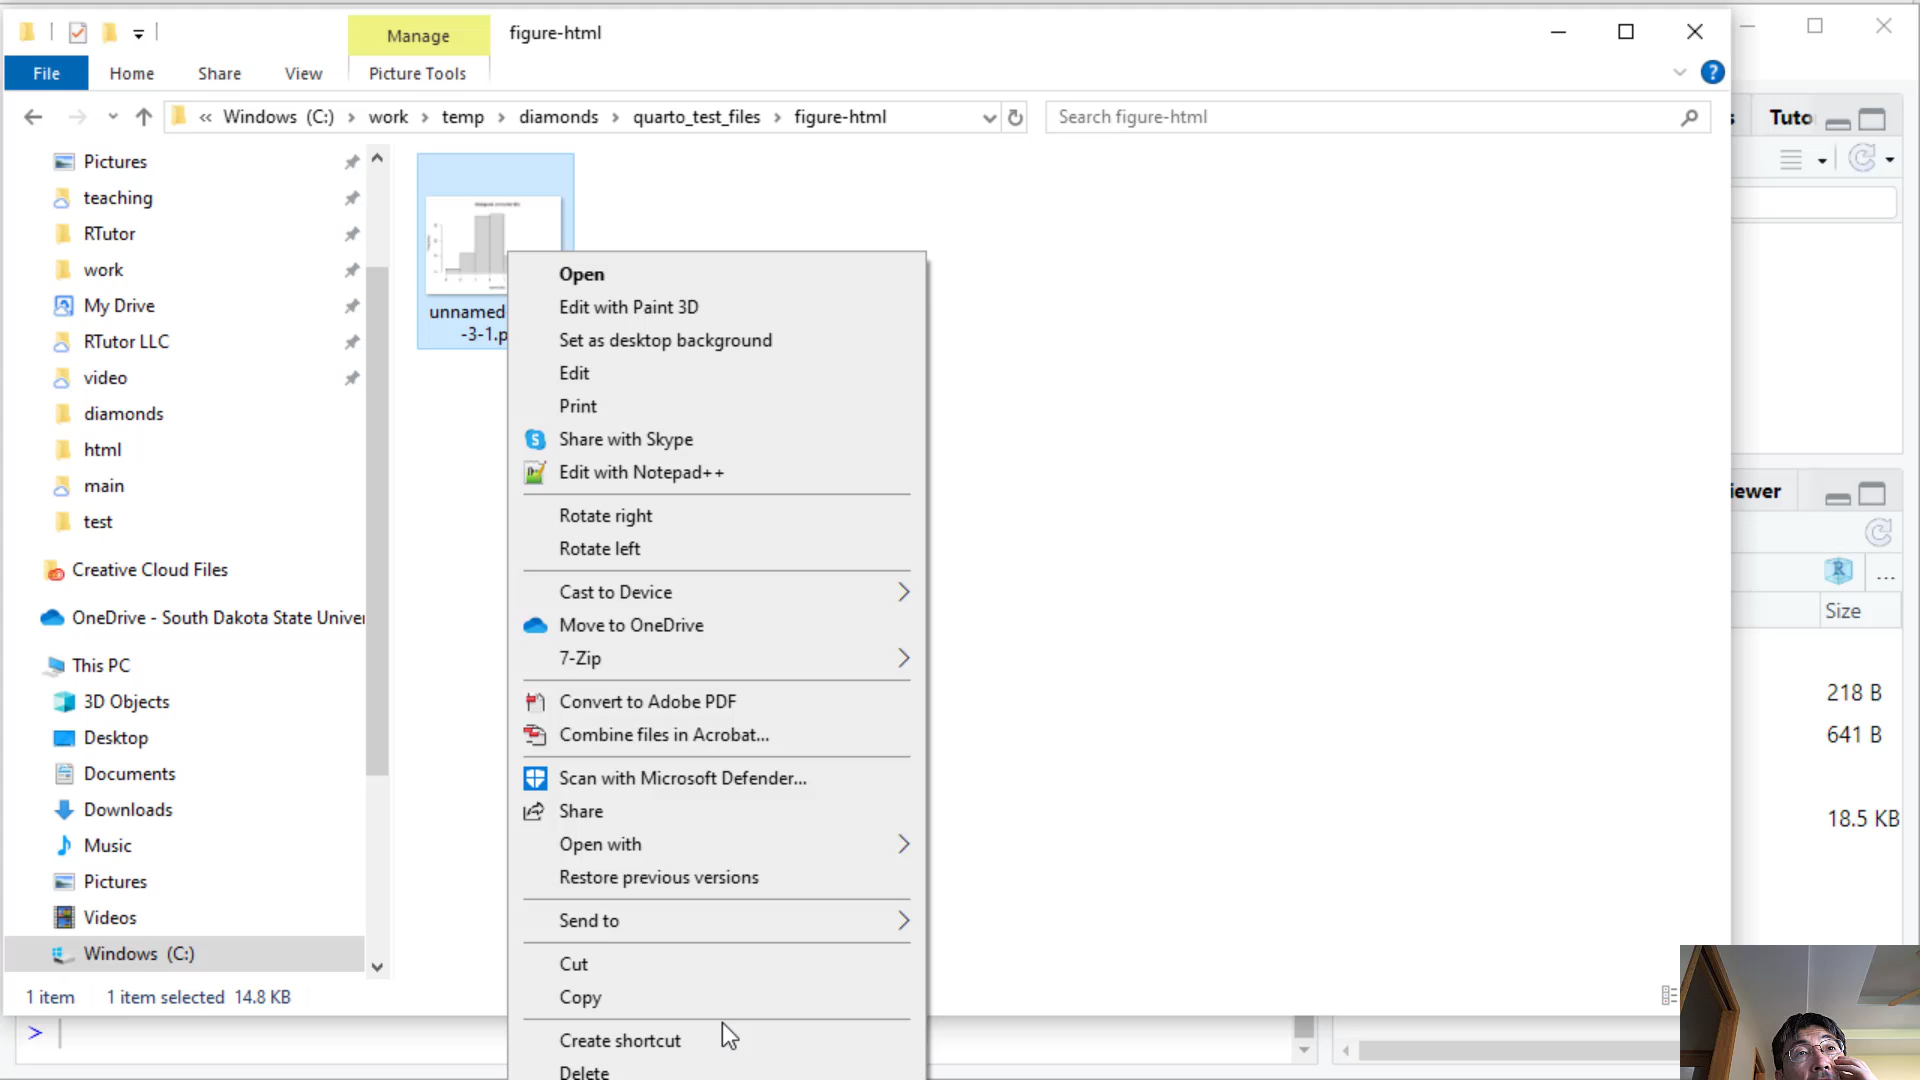 Manage
figure-html
File
Home
Share
View
Picture Tools
« Windows (C:) > work > temp > diamonds > quarto_test_files > figure-html
Search figure-html
Tuto
Pictures
teaching
RTutor
work
My Drive
RTutor LLC
video
diamonds
html
main
test
Creative Cloud Files
OneDrive - South Dakota State Univer
This PC
3D Objects
Desktop
Documents
Downloads
Music
Pictures
Videos
Windows (C:)
unnamed
-3-1.p
Open
Edit with Paint 3D
Set as desktop background
Edit
Print
Share with Skype
Edit with Notepad++
Rotate right
Rotate left
Cast to Device
Move to OneDrive
7-Zip
Convert to Adobe PDF
Combine files in Acrobat...
Scan with Microsoft Defender...
Share
Open with
Restore previous versions
Send to
Cut
Copy
Create shortcut
Delete
iewer
...
Size
218 B
641 B
18.5 KB
1 item
1 item selected 14.8 KB
>